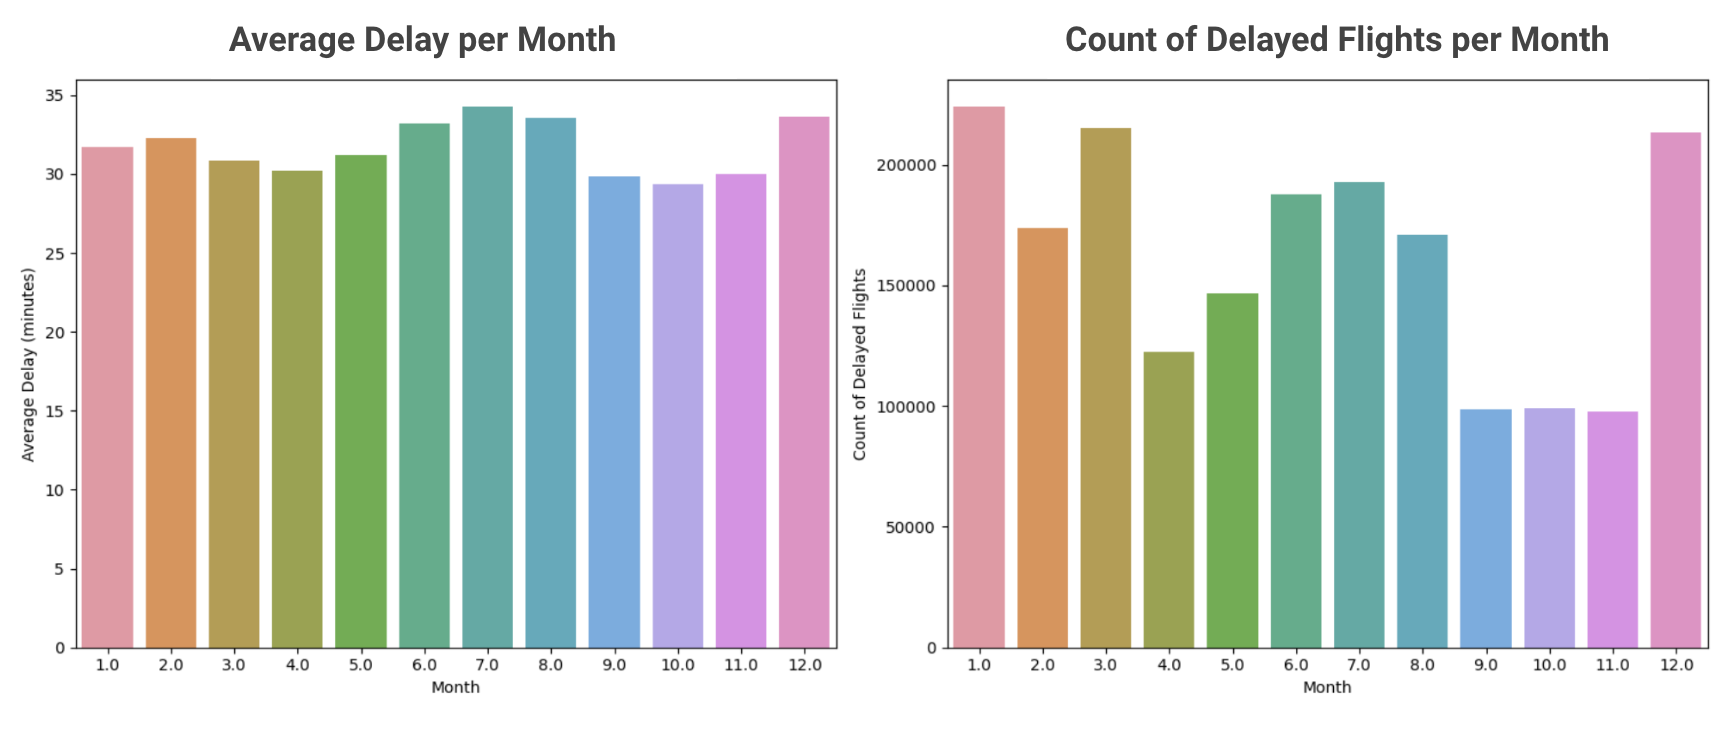 Average Delay per Month
35
30
25
20
15
10
5
0
Average Delay (minutes)
1.0 2.0 3.0 4.0 5.0 6.0 7.0 8.0 9.0 10.0 11.0 12.0
Month
Count of Delayed Flights per Month
200000
150000
100000
50000
0
Count of Delayed Flights
1.0 2.0 3.0 4.0 5.0 6.0 7.0 8.0 9.0 10.0 11.0 12.0
Month